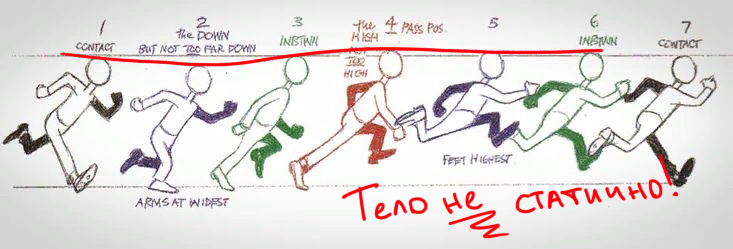 1
CONTACT
2
the DOWN
BUT NOT TOO FAR DOWN
3
INBTWN
the 4 PASS POS.
HIGH
NOT
TOO
HIGH
5
6
INBTWN
7
CONTACT
FEET HIGHEST
ARMS AT WIDEST
Тело не статично!